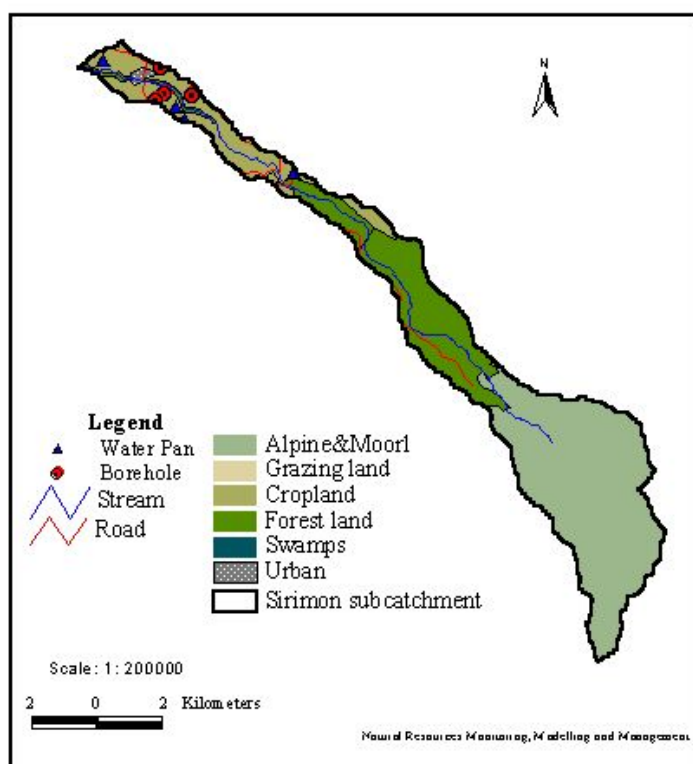 N
Legend
Water Pan
Borehole
Stream
Road
Alpine&Moorl
Grazing land
Cropland
Forest land
Swamps
Urban
Sirimon subcatchment
Scale: 1: 200000
2 0 2 Kilometers
Natural Resources Monitoring, Modelling and Management